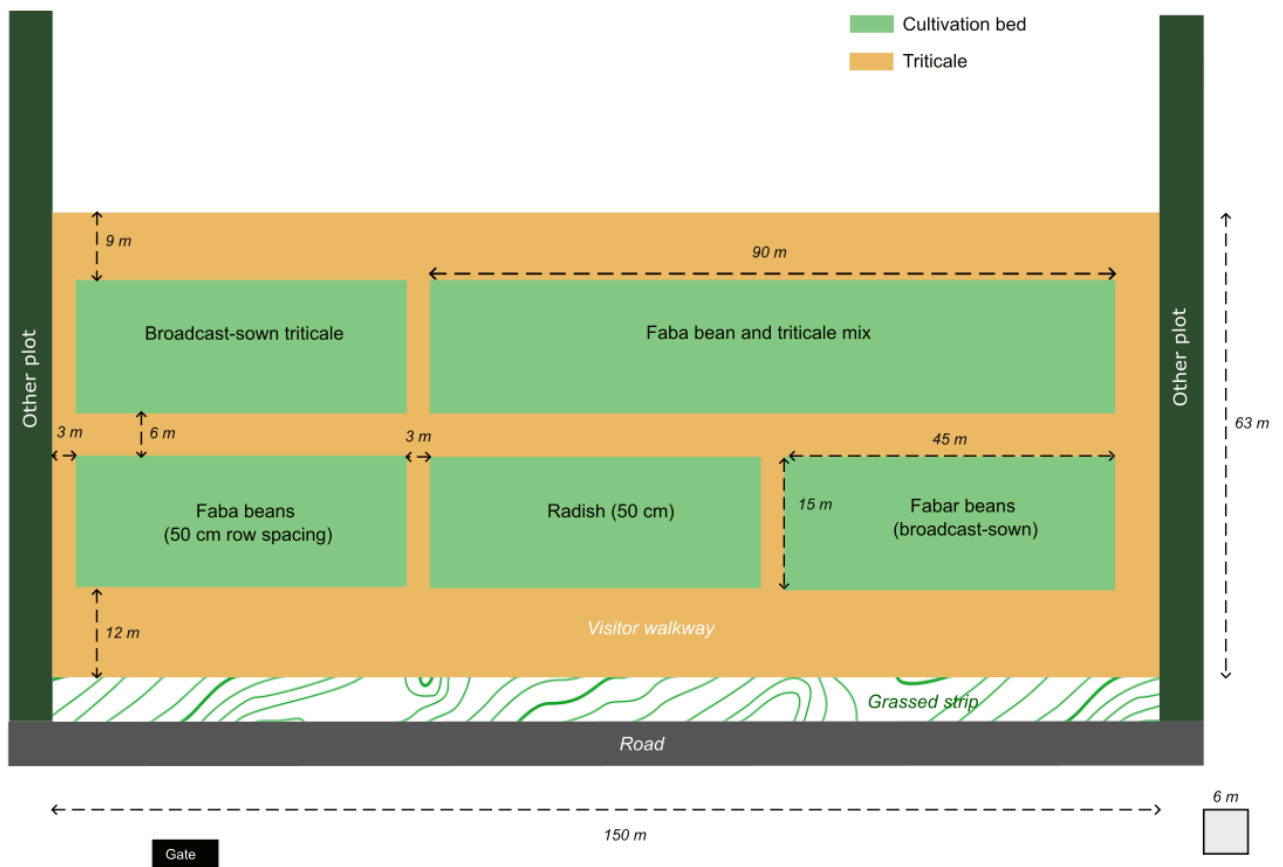 Cultivation bed
Triticale
9 m
90 m
Other plot
Broadcast-sown triticale
Faba bean and triticale mix
Other plot
3 m
6 m
3 m
45 m
63 m
Faba beans
(50 cm row spacing)
Radish (50 cm)
15 m
Fabar beans
(broadcast-sown)
12 m
Visitor walkway
Grassed strip
Road
6 m
150 m
Gate